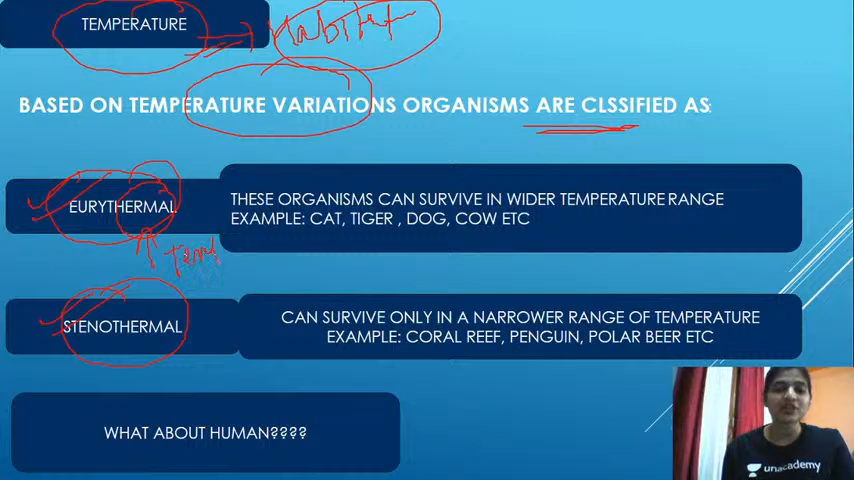 TEMPERATURE
Habitat
BASED ON TEMPERATURE VARIATIONS ORGANISMS ARE CLSSIFIED AS:
EURYTHERMAL
THESE ORGANISMS CAN SURVIVE IN WIDER TEMPERATURE RANGE
EXAMPLE: CAT, TIGER , DOG, COW ETC
temp
STENOTHERMAL
CAN SURVIVE ONLY IN A NARROWER RANGE OF TEMPERATURE
EXAMPLE: CORAL REEF, PENGUIN, POLAR BEER ETC
WHAT ABOUT HUMAN????
unacademy